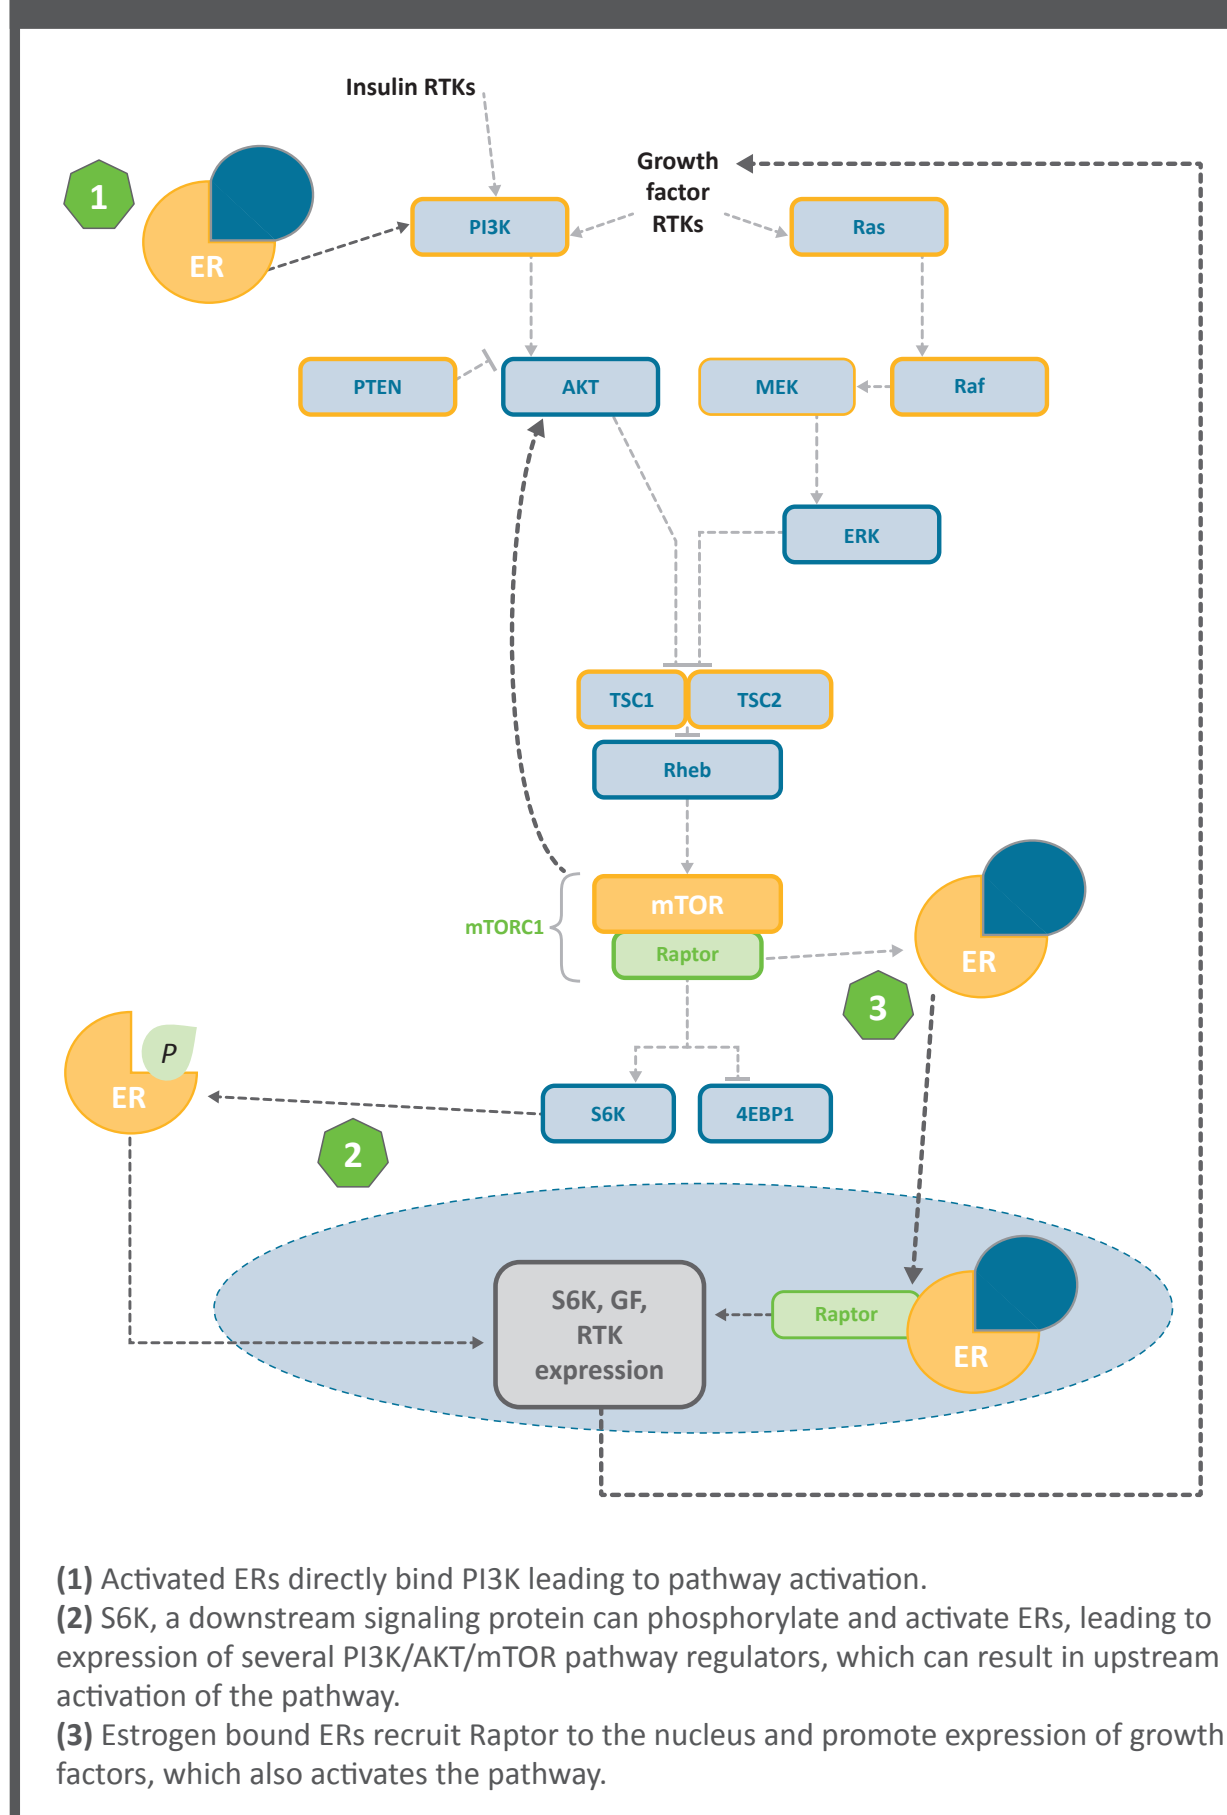 Insulin RTKs
1
ER
Growth
factor
RTKs
PI3K
Ras
PTEN
AKT
MEK
Raf
ERK
TSC1
TSC2
Rheb
mTOR
mTORC1
Raptor
ER
3
P
ER
2
S6K
4EBP1
S6K, GF,
RTK
expression
Raptor
ER
(1) Activated ERs directly bind PI3K leading to pathway activation.
(2) S6K, a downstream signaling protein can phosphorylate and activate ERs, leading to
expression of several PI3K/AKT/mTOR pathway regulators, which can result in upstream
activation of the pathway.
(3) Estrogen bound ERs recruit Raptor to the nucleus and promote expression of growth
factors, which also activates the pathway.